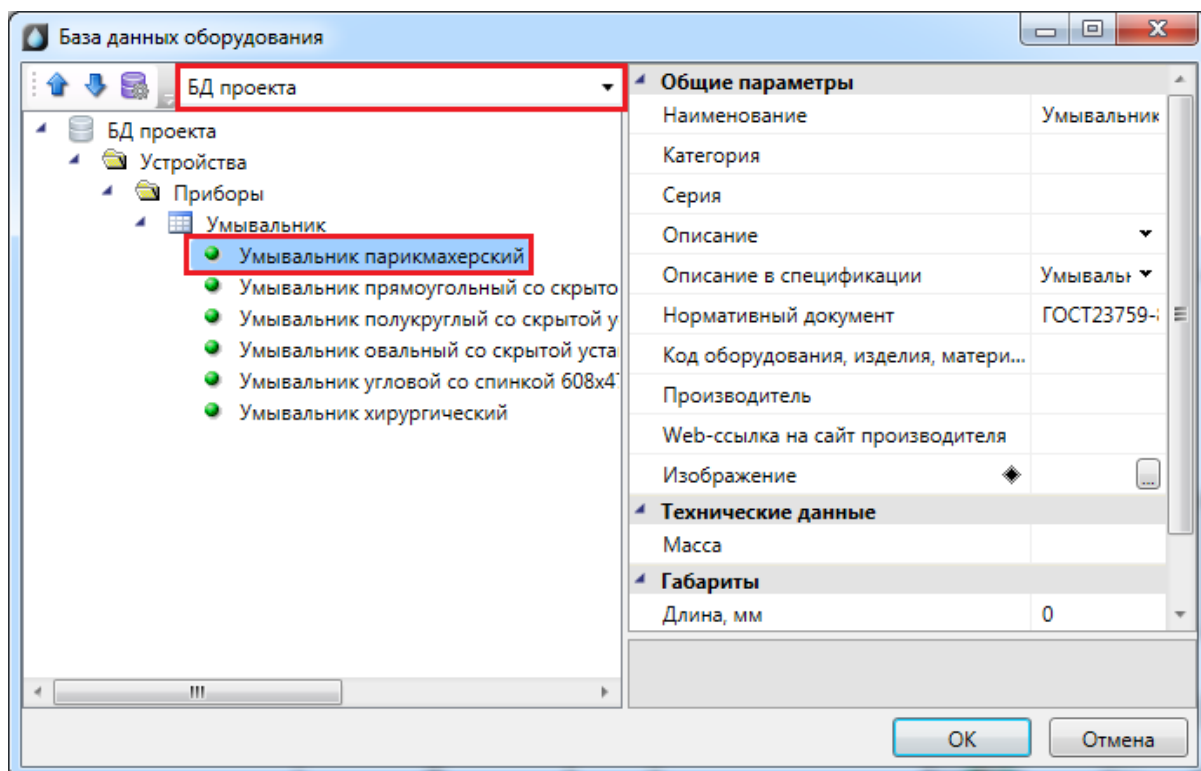 База данных оборудования
БД проекта
БД проекта
Устройства
Приборы
Умывальник
Умывальник парикмахерский
Умывальник прямоугольный со скрыто
Умывальник полукруглый со скрытой у
Умывальник овальный со скрытой уста
Умывальник угловой со спинкой 608х4
Умывальник хирургический
Общие параметры
Наименование Умывальник
Категория
Серия
Описание
Описание в спецификации Умывальн
Нормативный документ ГОСТ23759-
Код оборудования, изделия, матери...
Производитель
Web-ссылка на сайт производителя
Изображение ...
Технические данные
Масса
Габариты
Длина, мм 0
ОК Отмена